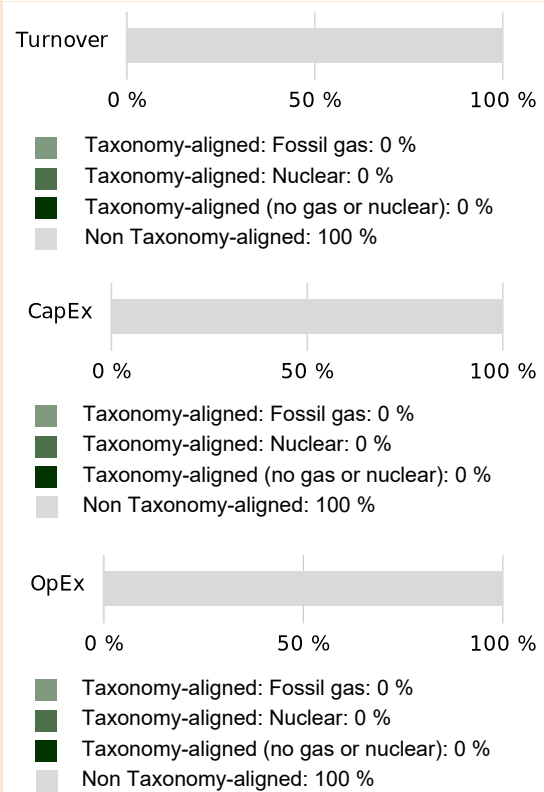 Turnover
0 % 50 % 100 %
Taxonomy-aligned: Fossil gas: 0 %
Taxonomy-aligned: Nuclear: 0 %
Taxonomy-aligned (no gas or nuclear): 0 %
Non Taxonomy-aligned: 100 %
CapEx
0 % 50 % 100 %
Taxonomy-aligned: Fossil gas: 0 %
Taxonomy-aligned: Nuclear: 0 %
Taxonomy-aligned (no gas or nuclear): 0 %
Non Taxonomy-aligned: 100 %
OpEx
0 % 50 % 100 %
Taxonomy-aligned: Fossil gas: 0 %
Taxonomy-aligned: Nuclear: 0 %
Taxonomy-aligned (no gas or nuclear): 0 %
Non Taxonomy-aligned: 100 %